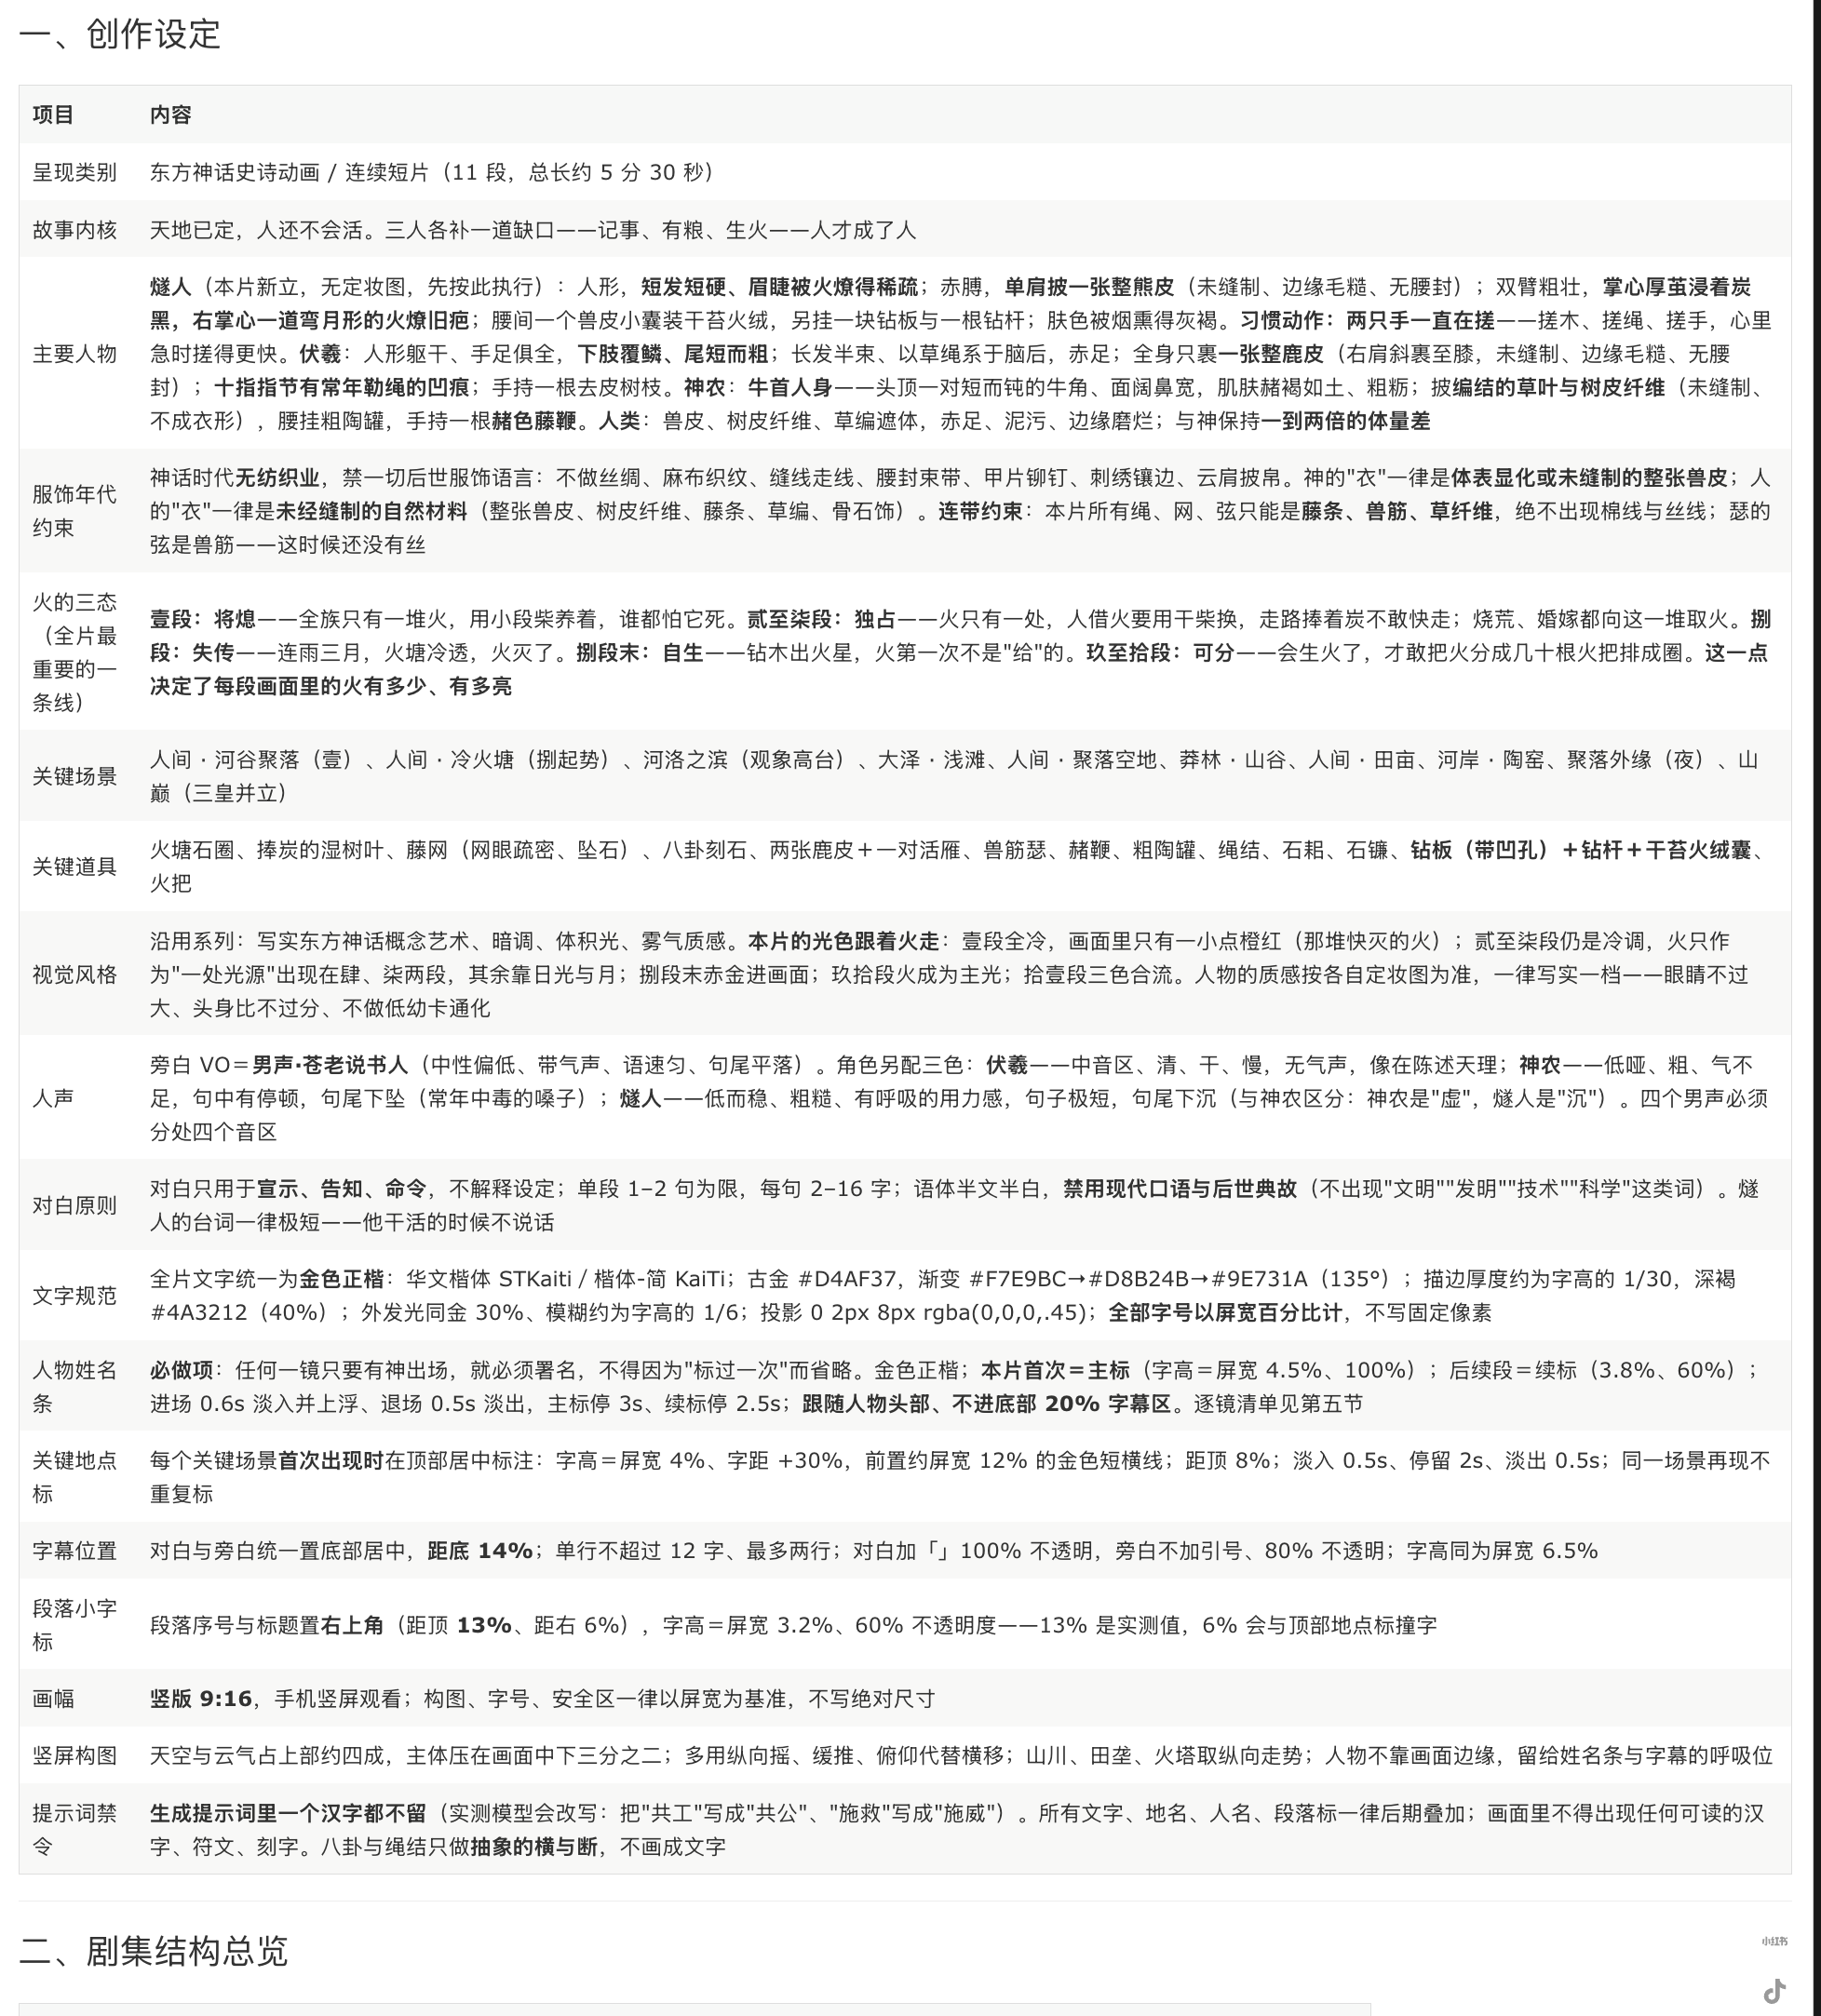 一、创作设定
项目 内容
呈现类别 东方神话史诗动画 / 连续短片（11 段，总长约 5 分 30 秒）
故事内核 天地已定，人还不会活。三人各补一道缺口——记事、有粮、生火——人才成了人
主要人物
燧人（本片新立，无定妆图，先按此执行）：人形，短发短硬、眉睫被火燎得稀疏；赤膊，单肩披一张整熊皮（未缝制、边缘毛糙、无腰封）；双臂粗壮，掌心厚茧浸着炭
黑，右掌心一道弯月形的火燎旧疤；腰间一个兽皮小囊装干苔火绒，另挂一块钻板与一根钻杆；肤色被烟熏得灰褐。习惯动作：两只手一直在搓——搓木、搓绳、搓手，心里
急时搓得更快。伏羲：人形躯干、手足俱全，下肢覆鳞、尾短而粗；长发半束、以草绳系于脑后，赤足；全身只裹一张整鹿皮（右肩斜裹至膝，未缝制、边缘毛糙、无腰
封）；十指指节有常年勒绳的凹痕；手持一根去皮树枝。神农：牛首人身——头顶一对短而钝的牛角、面阔鼻宽，肌肤赭褐如土、粗粝；披编结的草叶与树皮纤维（未缝制、
不成衣形），腰挂粗陶罐，手持一根赭色藤鞭。人类：兽皮、树皮纤维、草编遮体，赤足、泥污、边缘磨烂；与神保持一到两倍的体量差
服饰年代
约束
神话时代无纺织业，禁一切后世服饰语言：不做丝绸、麻布织纹、缝线走线、腰封束带、甲片铆钉、刺绣镶边、云肩披帛。神的"衣"一律是体表显化或未缝制的整张兽皮；人
的"衣"一律是未经缝制的自然材料（整张兽皮、树皮纤维、藤条、草编、骨石饰）。连带约束：本片所有绳、网、弦只能是藤条、兽筋、草纤维，绝不出现棉线与丝线；瑟的
弦是兽筋——这时候还没有丝
火的三态
（全片最
重要的一
条线）
壹段：将熄——全族只有一堆火，用小段柴养着，谁都怕它死。贰至柒段：独占——火只有一处，人借火要用干柴换，走路捧着炭不敢快走；烧荒、婚嫁都向这一堆取火。捌
段：失传——连雨三月，火塘冷透，火灭了。捌段末：自生——钻木出火星，火第一次不是"给"的。玖至拾段：可分——会生火了，才敢把火分成几十根火把排成圈。这一点
决定了每段画面里的火有多少、有多亮
关键场景
人间 · 河谷聚落（壹）、人间 · 冷火塘（捌起势）、河洛之滨（观象高台）、大泽 · 浅滩、人间 · 聚落空地、莽林 · 山谷、人间 · 田亩、河岸 · 陶窑、聚落外缘（夜）、山
巅（三皇并立）
关键道具
火塘石圈、捧炭的湿树叶、藤网（网眼疏密、坠石）、八卦刻石、两张鹿皮＋一对活雁、兽筋瑟、赭鞭、粗陶罐、绳结、石耜、石镰、钻板（带凹孔）＋钻杆＋干苔火绒囊、
火把
视觉风格
沿用系列：写实东方神话概念艺术、暗调、体积光、雾气质感。本片的光色跟着火走：壹段全冷，画面里只有一小点橙红（那堆快灭的火）；贰至柒段仍是冷调，火只作
为"一处光源"出现在肆、柒两段，其余靠日光与月；捌段末赤金进画面；玖拾段火成为主光；拾壹段三色合流。人物的质感按各自定妆图为准，一律写实一档——眼睛不过
大、头身比不过分、不做低幼卡通化
人声
旁白 VO＝男声·苍老说书人（中性偏低、带气声、语速匀、句尾平落）。角色另配三色：伏羲——中音区、清、干、慢，无气声，像在陈述天理；神农——低哑、粗、气不
足，句中有停顿，句尾下坠（常年中毒的嗓子）；燧人——低而稳、粗糙、有呼吸的用力感，句子极短，句尾下沉（与神农区分：神农是"虚"，燧人是"沉"）。四个男声必须
分处四个音区
对白原则
对白只用于宣示、告知、命令，不解释设定；单段 1–2 句为限，每句 2–16 字；语体半文半白，禁用现代口语与后世典故（不出现"文明""发明""技术""科学"这类词）。燧
人的台词一律极短——他干活的时候不说话
文字规范
全片文字统一为金色正楷：华文楷体 STKaiti / 楷体-简 KaiTi；古金 #D4AF37，渐变 #F7E9BC→#D8B24B→#9E731A（135°）；描边厚度约为字高的 1/30，深褐
#4A3212（40%）；外发光同金 30%、模糊约为字高的 1/6；投影 0 2px 8px rgba(0,0,0,.45)；全部字号以屏宽百分比计，不写固定像素
人物姓名
条
必做项：任何一镜只要有神出场，就必须署名，不得因为"标过一次"而省略。金色正楷；本片首次＝主标（字高＝屏宽 4.5%、100%）；后续段＝续标（3.8%、60%）；
进场 0.6s 淡入并上浮、退场 0.5s 淡出，主标停 3s、续标停 2.5s；跟随人物头部、不进底部 20% 字幕区。逐镜清单见第五节
关键地点
标
每个关键场景首次出现时在顶部居中标注：字高＝屏宽 4%、字距 +30%，前置约屏宽 12% 的金色短横线；距顶 8%；淡入 0.5s、停留 2s、淡出 0.5s；同一场景再现不
重复标
字幕位置 对白与旁白统一置底部居中，距底 14%；单行不超过 12 字、最多两行；对白加「」100% 不透明，旁白不加引号、80% 不透明；字高同为屏宽 6.5%
段落小字
标
段落序号与标题置右上角（距顶 13%、距右 6%），字高＝屏宽 3.2%、60% 不透明度——13% 是实测值，6% 会与顶部地点标撞字
画幅 竖版 9:16，手机竖屏观看；构图、字号、安全区一律以屏宽为基准，不写绝对尺寸
竖屏构图 天空与云气占上部约四成，主体压在画面中下三分之二；多用纵向摇、缓推、俯仰代替横移；山川、田垄、火塔取纵向走势；人物不靠画面边缘，留给姓名条与字幕的呼吸位
提示词禁
令
生成提示词里一个汉字都不留（实测模型会改写：把"共工"写成"共公"、"施救"写成"施威"）。所有文字、地名、人名、段落标一律后期叠加；画面里不得出现任何可读的汉
字、符文、刻字。八卦与绳结只做抽象的横与断，不画成文字
二、剧集结构总览
小红书